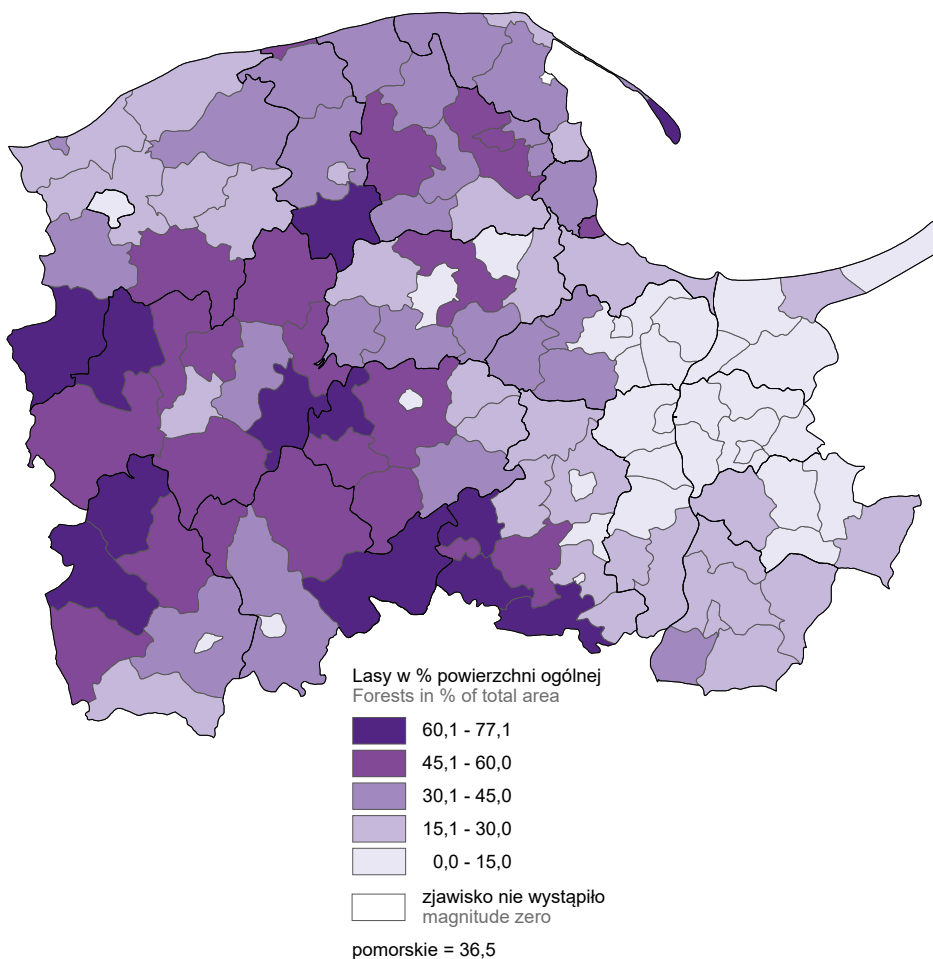 Lasy w % powierzchni ogólnej
Forests in % of total area
60,1 - 77,1
45,1 - 60,0
30,1 - 45,0
15,1 - 30,0
0,0 - 15,0
zjawisko nie wystąpiło
magnitude zero
pomorskie = 36,5